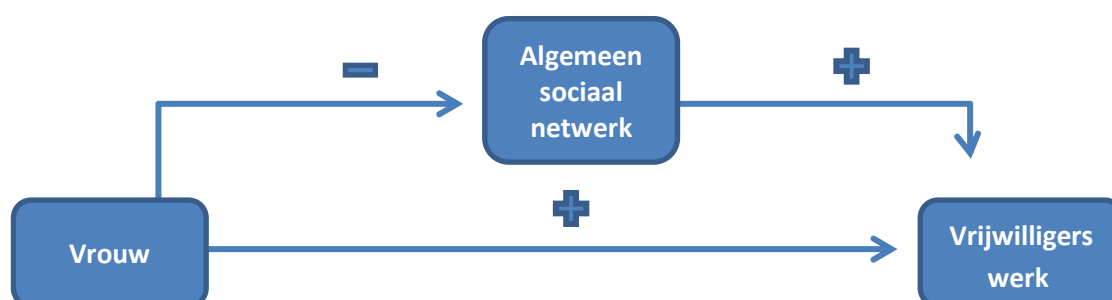 Algemeen
sociaal
netwerk
Vrouw
Vrijwilligers
werk